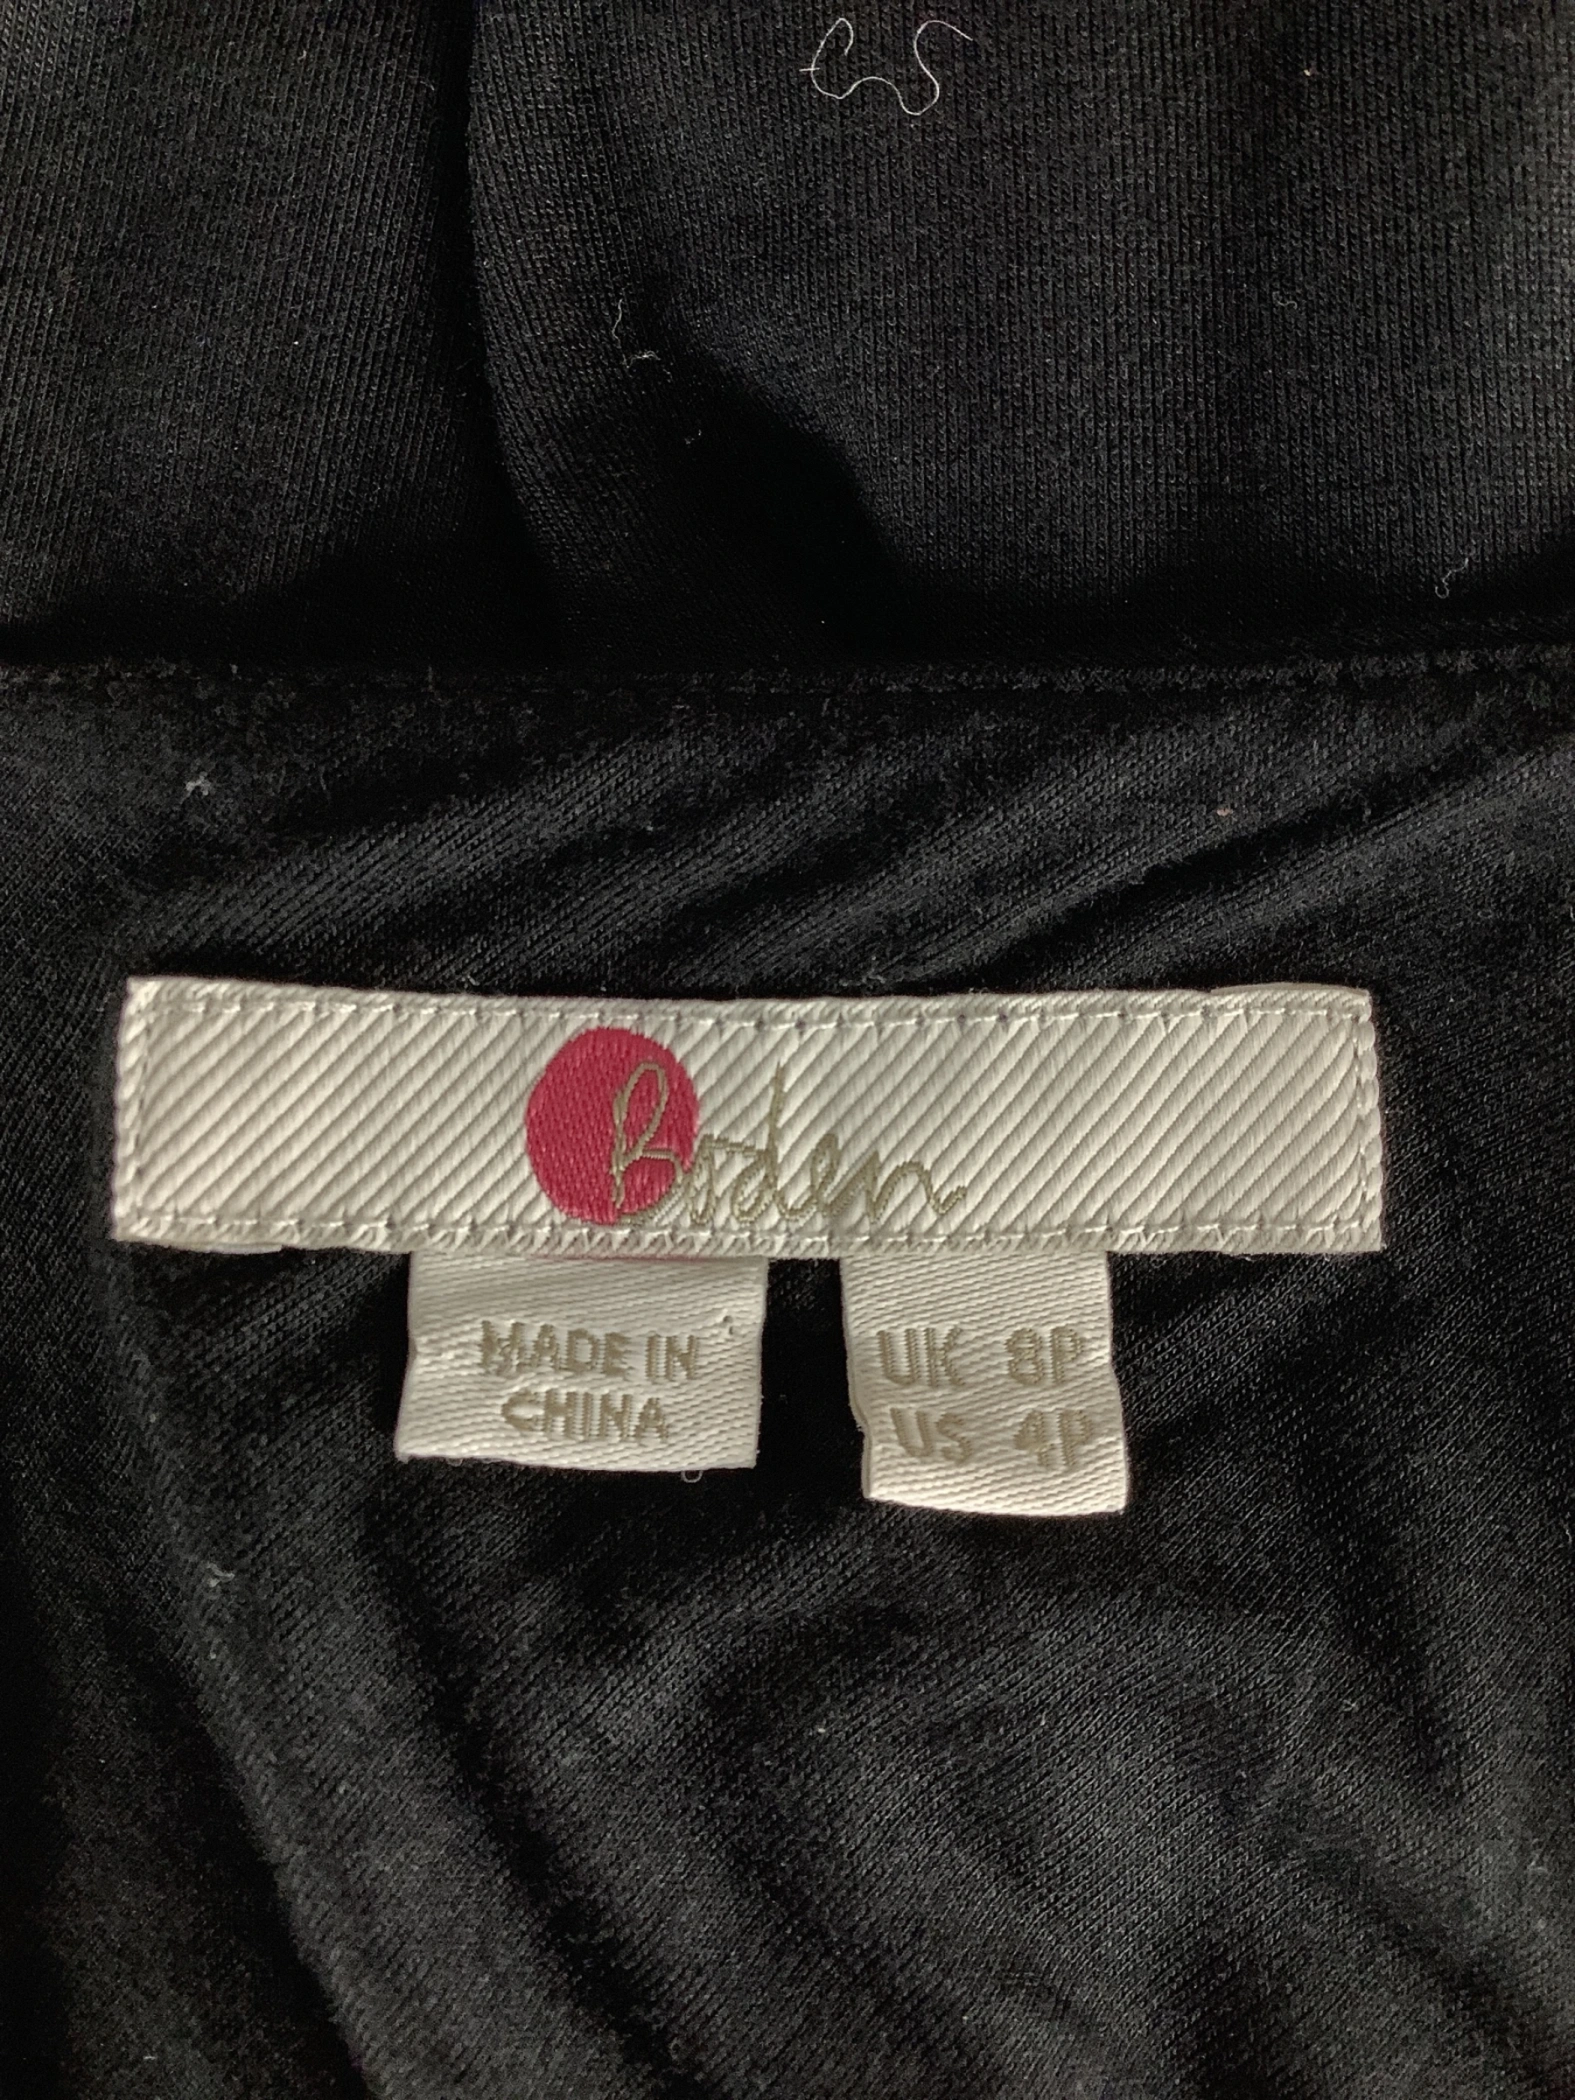 Boden
MADE IN
CHINA
UK 8P
US 4P